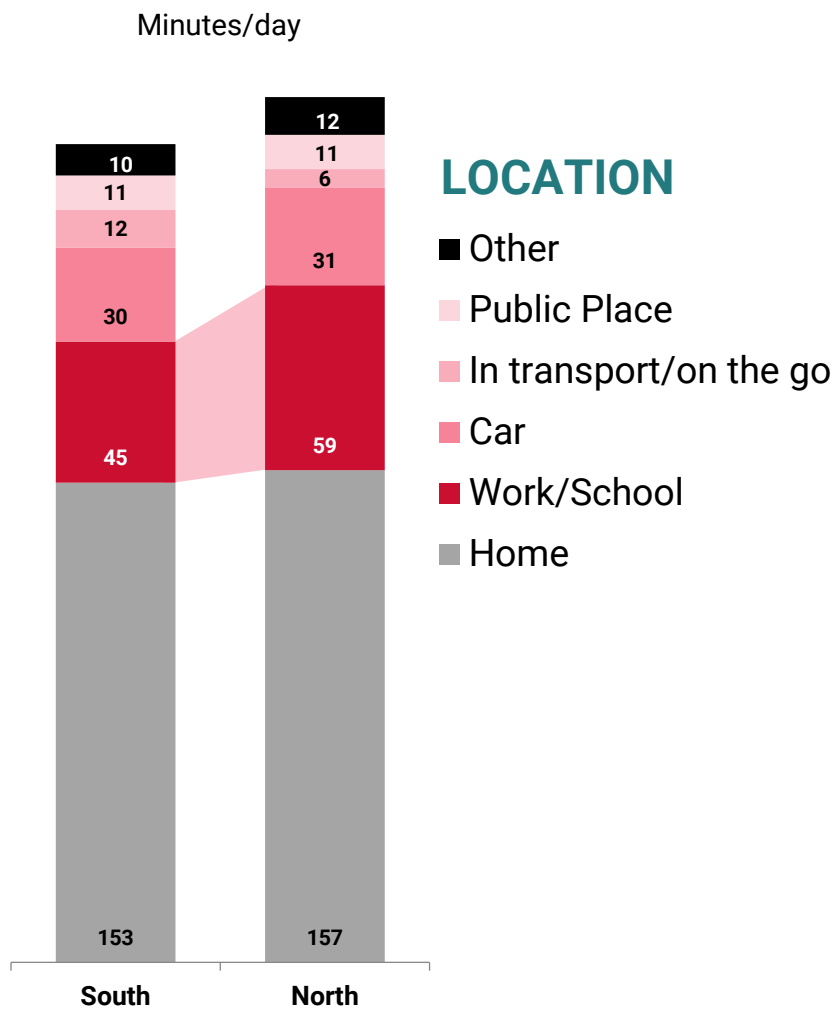 Minutes/day
10
11
12
30
45
153
South
12
11
6
31
59
157
North
LOCATION
Other
Public Place
In transport/on the go
Car
Work/School
Home